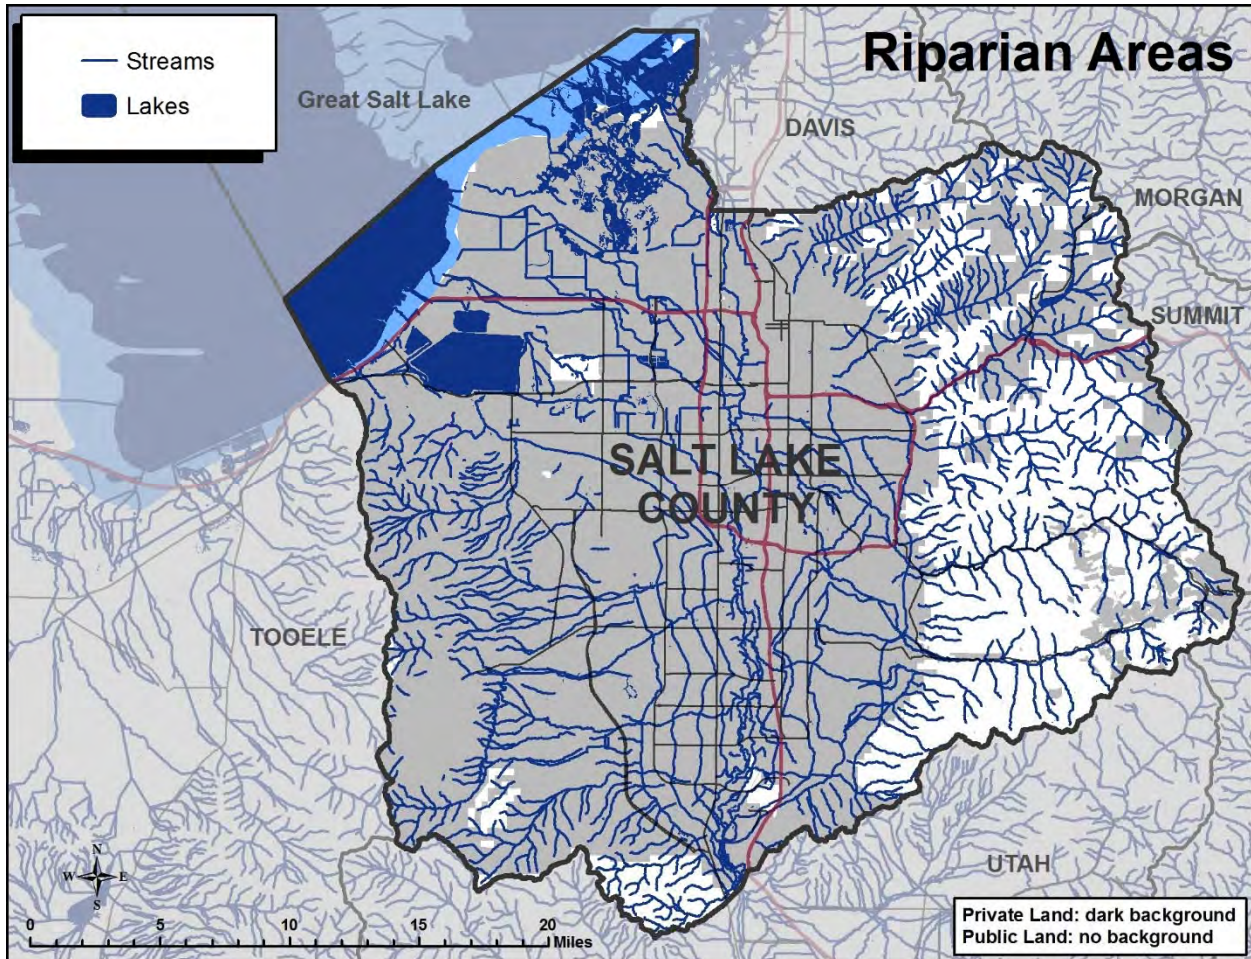 Riparian Areas
Streams
Lakes
Great Salt Lake
DAVIS
MORGAN
SUMMIT
SALT LAKE
COUNTY
TOOELE
UTAH
N
W E
S
0 5 10 15 20
Miles
Private Land: dark background
Public Land: no background